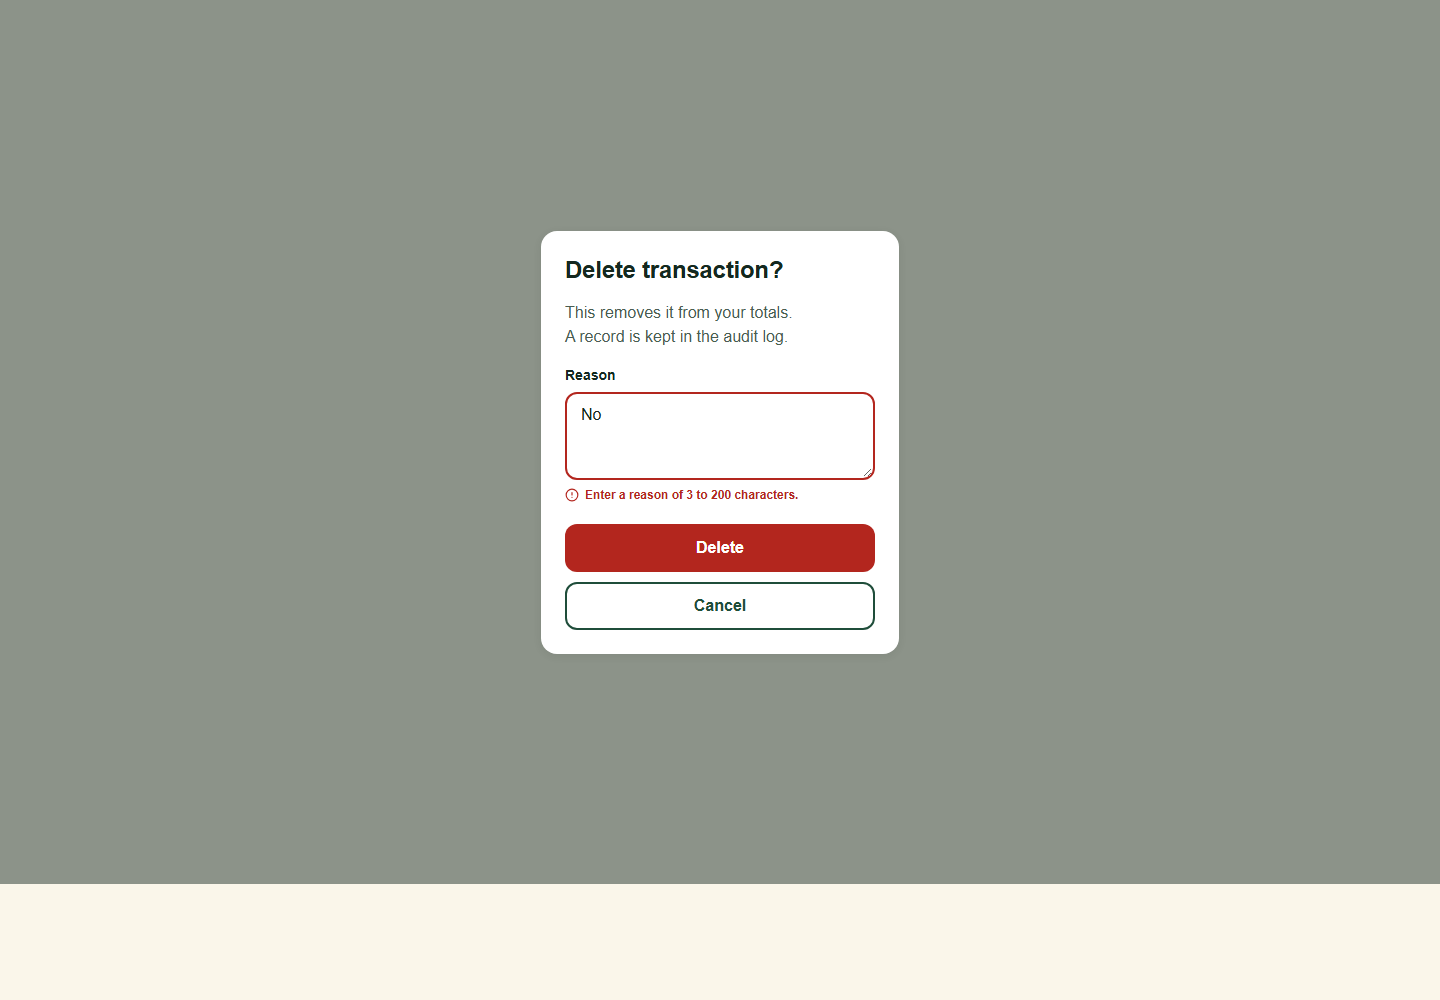 Delete transaction?
This removes it from your totals.
A record is kept in the audit log.
Reason
No
Enter a reason of 3 to 200 characters.
Delete
Cancel